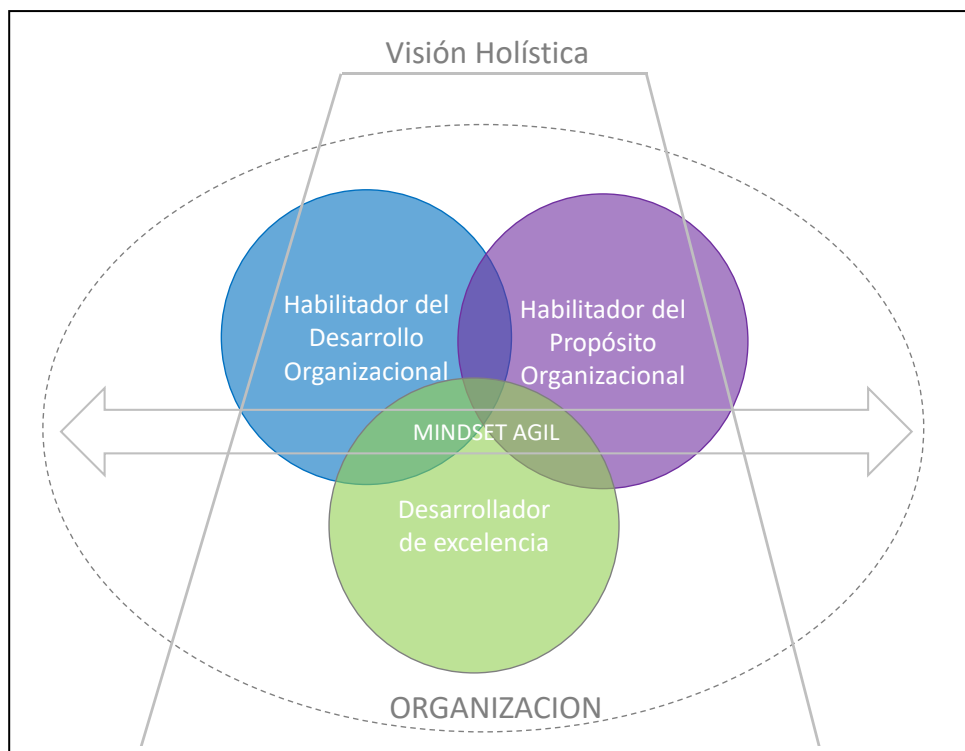 Visión Holística
Habilitador del
Desarrollo
Organizacional
Habilitador del
Propósito
Organizacional
MINDSET AGIL
Desarrollador
de excelencia
ORGANIZACION